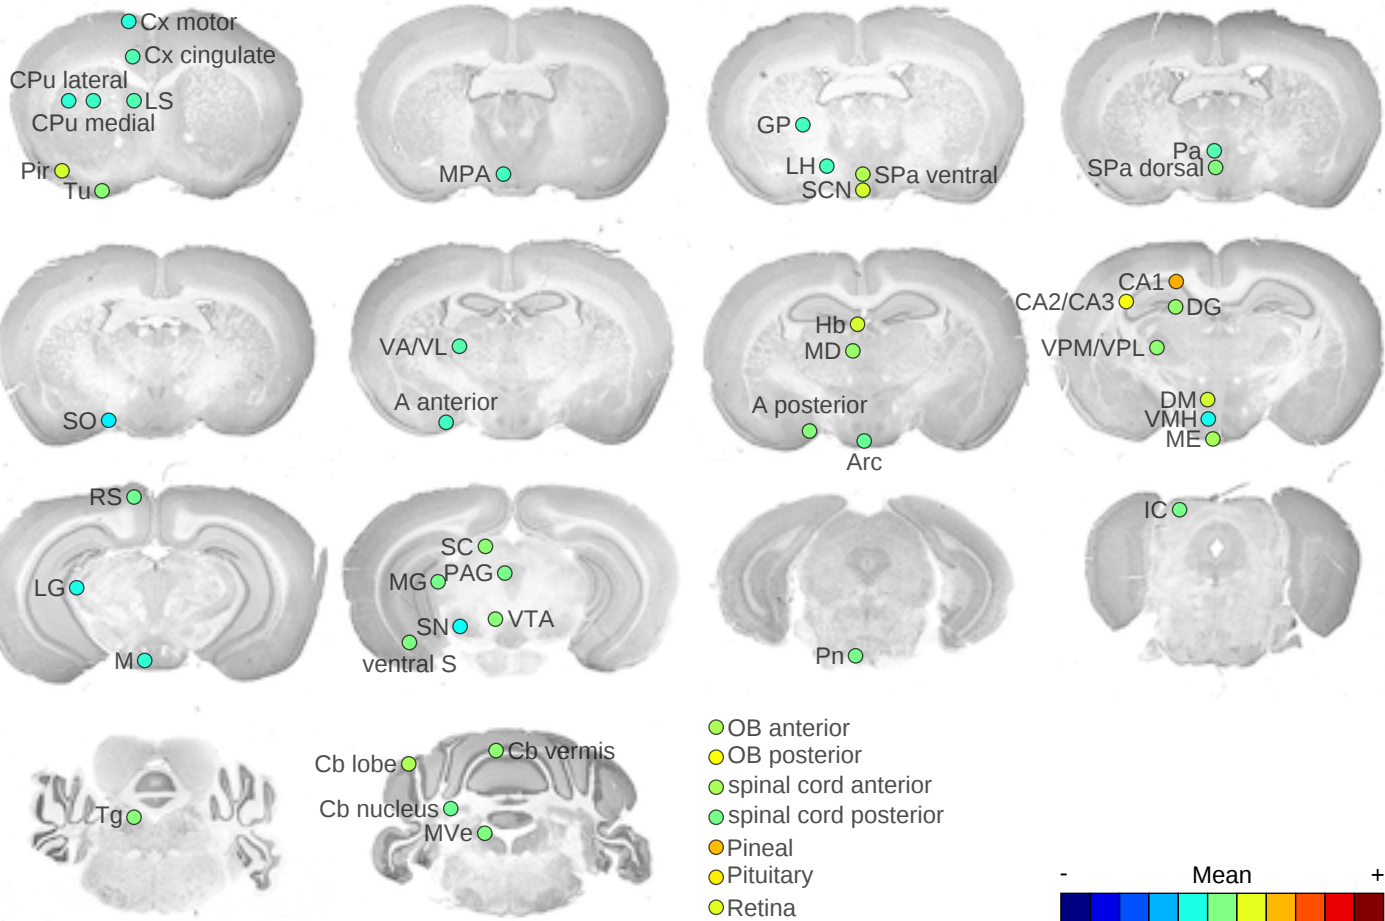 Cx motor
Cx cingulate
CPu lateral
LS
CPu medial
Pir
Tu
MPA
GP
LH
SPa ventral
SCN
Pa
SPa dorsal
SO
VA/VL
A anterior
Hb
MD
A posterior
Arc
CA1
CA2/CA3
DG
VPM/VPL
DM
VMH
ME
RS
LG
M
SC
PAG
MG
VTA
SN
ventral S
Pn
IC
Tg
Cb lobe
Cb vermis
Cb nucleus
MVe
OB anterior
OB posterior
spinal cord anterior
spinal cord posterior
Pineal
Pituitary
Retina
- Mean +